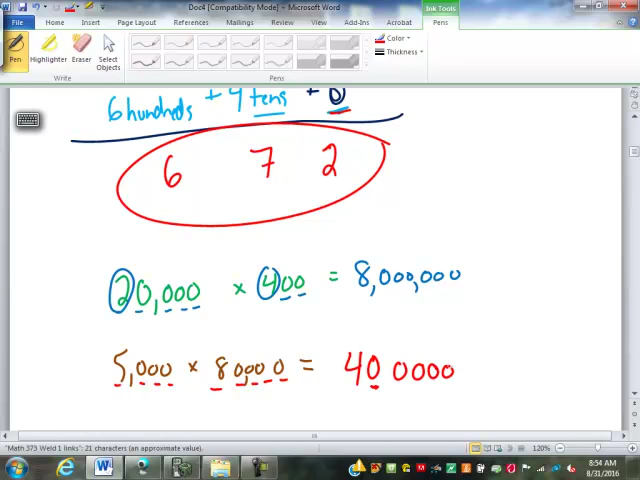 Doc4 [Compatibility Mode] - Microsoft Word
Ink Tools
File Home Insert Page Layout References Mailings Review View Add-Ins Acrobat Pens
Pen Highlighter Eraser Select Objects
Color
Thickness
Write Pens
6 hundreds + 4 tens + 0
6 7 2
20,000 × 400 = 8,000,000
5,000 × 80,000 = 400 0000
"Math 373 Weld 1 links": 21 characters (an approximate value).
120%
8:54 AM
8/31/2016